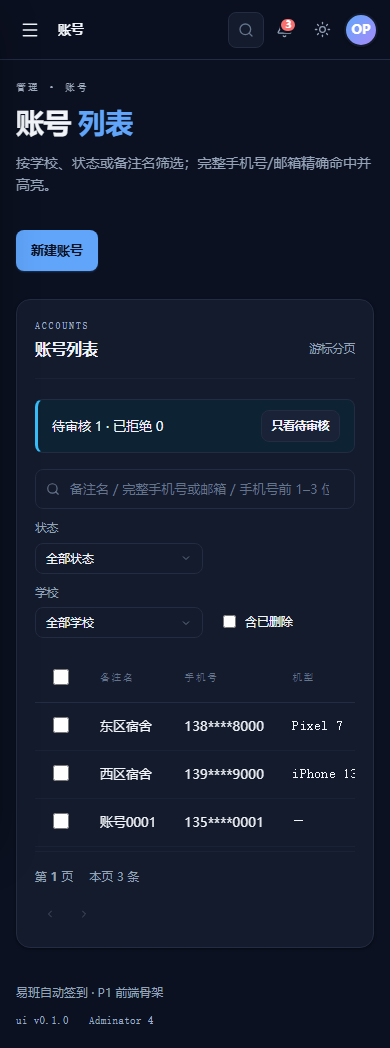 账号
3
OP
管理 · 账号
账号 列表
按学校、状态或备注名筛选；完整手机号/邮箱精确命中并
高亮。
新建账号
ACCOUNTS
账号列表
游标分页
待审核 1 · 已拒绝 0
只看待审核
备注名 / 完整手机号或邮箱 / 手机号前 1–3 位
状态
全部状态
学校
全部学校
含已删除
备注名 手机号 机型
东区宿舍 138****8000 Pixel 7
西区宿舍 139****9000 iPhone 13
账号0001 135****0001 —
第 1 页 本页 3 条
易班自动签到 · P1 前端骨架
ui v0.1.0 Adminator 4